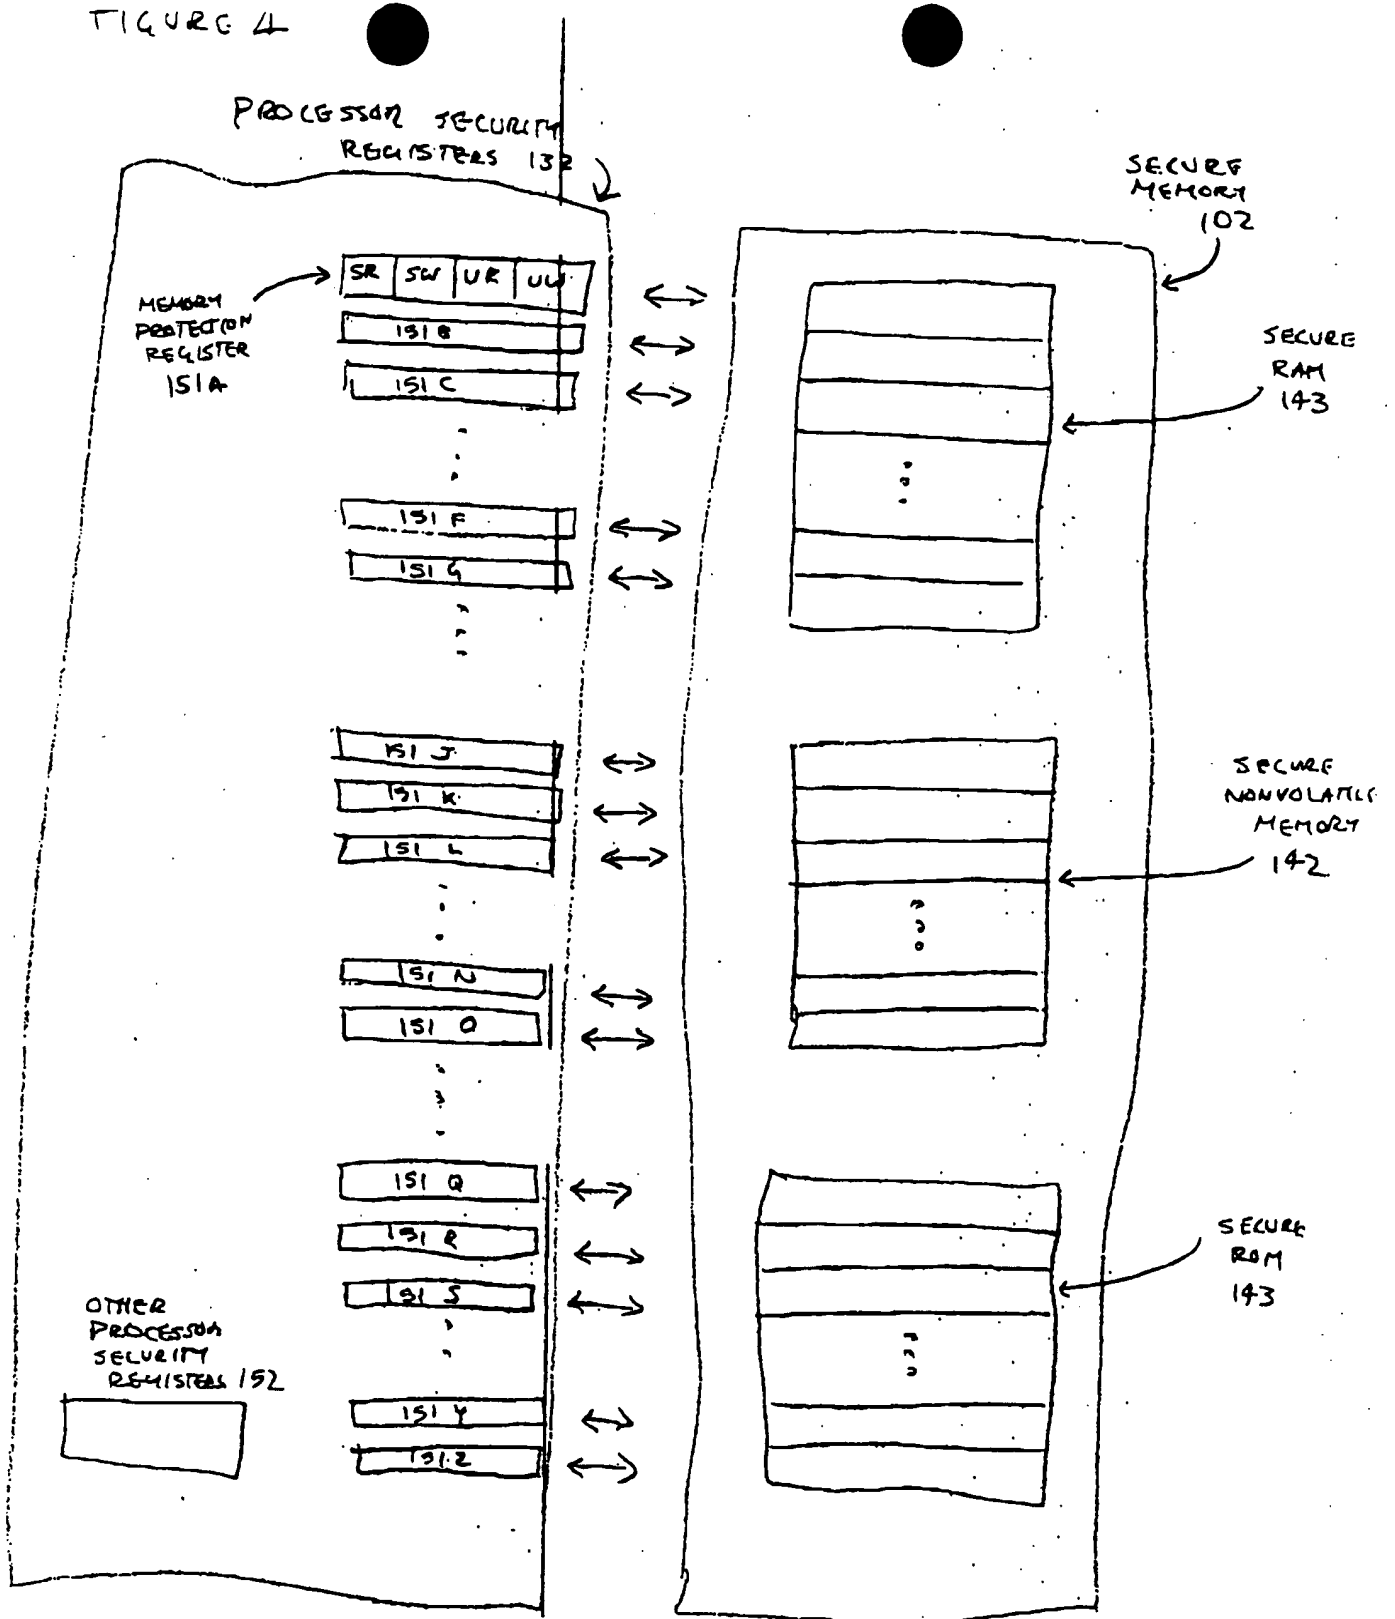 FIGURE 4
PROCESSOR SECURITY
REGISTERS 132
SECURE
MEMORY
102
SR SW UR UW
MEMORY
PROTECTION
REGISTER
151A
151 B
151 C
SECURE
RAM
143
151 F
151 G
151 J
151 K
151 L
SECURE
NONVOLATILE
MEMORY
142
151 N
151 O
151 Q
151 R
151 S
SECURE
ROM
143
OTHER
PROCESSOR
SECURITY
REGISTERS 152
151 Y
151 Z